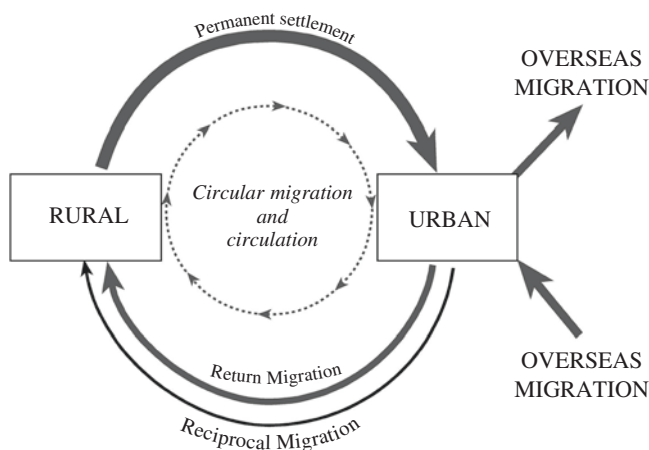 Permanent settlement
OVERSEAS
MIGRATION
RURAL
Circular migration
and
circulation
URBAN
Return Migration
Reciprocal Migration
OVERSEAS
MIGRATION